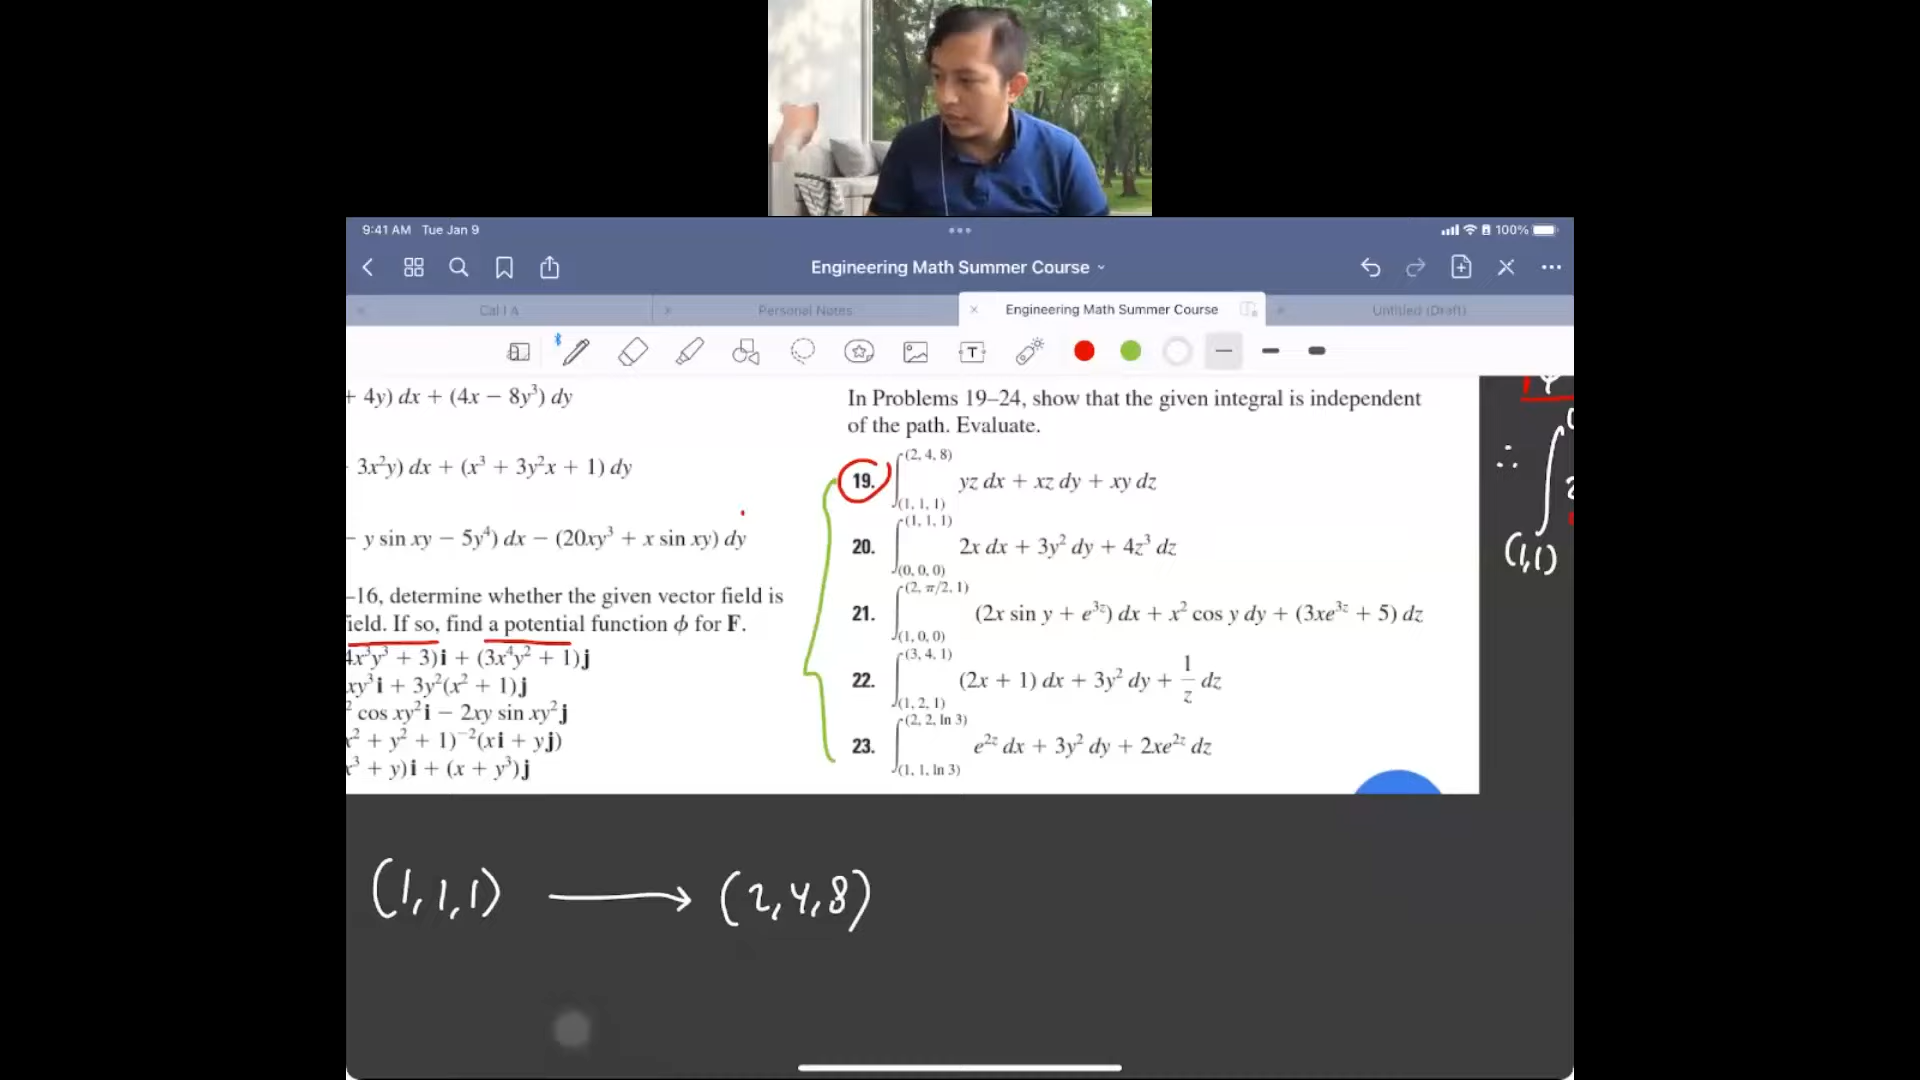 9:41 AM Tue Jan 9
100%
Engineering Math Summer Course
Cal I A
Personal Notes
Engineering Math Summer Course
Untitled (Draft)
+ 4y) dx + (4x − 8y³) dy
3x²y) dx + (x³ + 3y²x + 1) dy
− y sin xy − 5y⁴) dx − (20xy³ + x sin xy) dy
–16, determine whether the given vector field is
ield. If so, find a potential function ϕ for F.
4x³y³ + 3)i + (3x⁴y² + 1)j
xy³i + 3y²(x² + 1)j
² cos xy²i − 2xy sin xy²j
x² + y² + 1)⁻²(xi + yj)
x³ + y)i + (x + y³)j
In Problems 19–24, show that the given integral is independent
of the path. Evaluate.
19. ∫_(1, 1, 1)^(2, 4, 8) yz dx + xz dy + xy dz
20. ∫_(0, 0, 0)^(1, 1, 1) 2x dx + 3y² dy + 4z³ dz
21. ∫_(1, 0, 0)^(2, π/2, 1) (2x sin y + e³ᶻ) dx + x² cos y dy + (3xe³ᶻ + 5) dz
22. ∫_(1, 2, 1)^(3, 4, 1) (2x + 1) dx + 3y² dy + 1/z dz
23. ∫_(1, 1, ln 3)^(2, 2, ln 3) e²ᶻ dx + 3y² dy + 2xe²ᶻ dz
∴ ∫
(1,1)
(1,1,1) → (2,4,8)